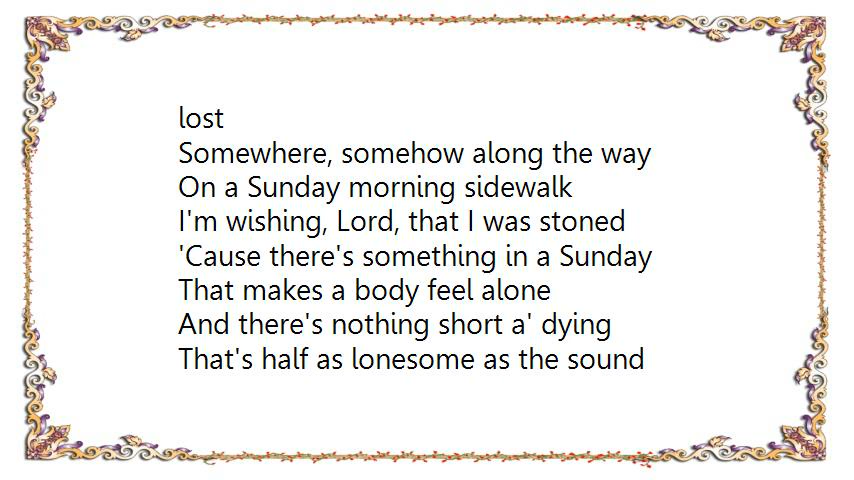 lost
Somewhere, somehow along the way
On a Sunday morning sidewalk
I'm wishing, Lord, that I was stoned
'Cause there's something in a Sunday
That makes a body feel alone
And there's nothing short a' dying
That's half as lonesome as the sound